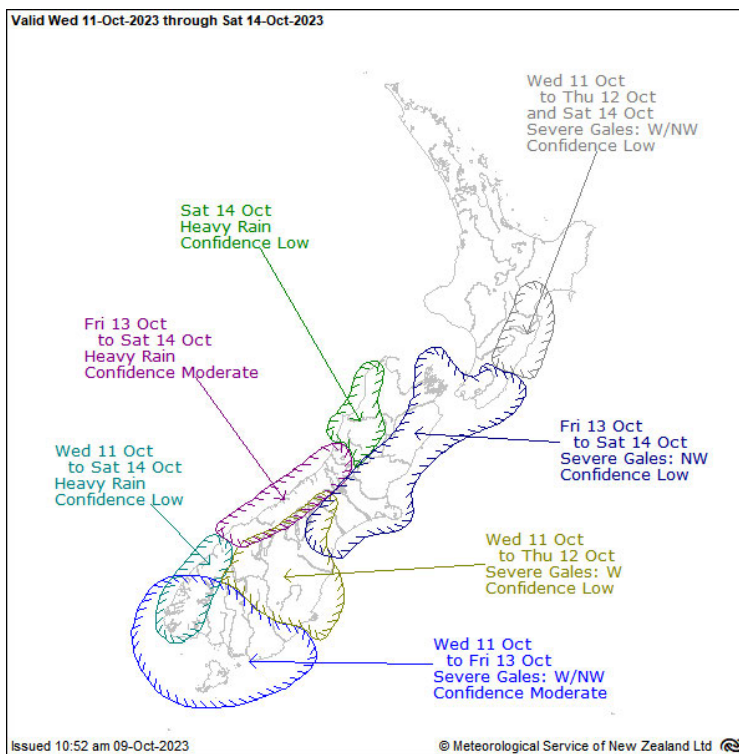 Valid Wed 11-Oct-2023 through Sat 14-Oct-2023
Wed 11 Oct
to Thu 12 Oct
and Sat 14 Oct
Severe Gales: W/NW
Confidence Low
Sat 14 Oct
Heavy Rain
Confidence Low
Fri 13 Oct
to Sat 14 Oct
Heavy Rain
Confidence Moderate
Fri 13 Oct
to Sat 14 Oct
Severe Gales: NW
Confidence Low
Wed 11 Oct
to Sat 14 Oct
Heavy Rain
Confidence Low
Wed 11 Oct
to Thu 12 Oct
Severe Gales: W
Confidence Low
Wed 11 Oct
to Fri 13 Oct
Severe Gales: W/NW
Confidence Moderate
Issued 10:52 am 09-Oct-2023
© Meteorological Service of New Zealand Ltd